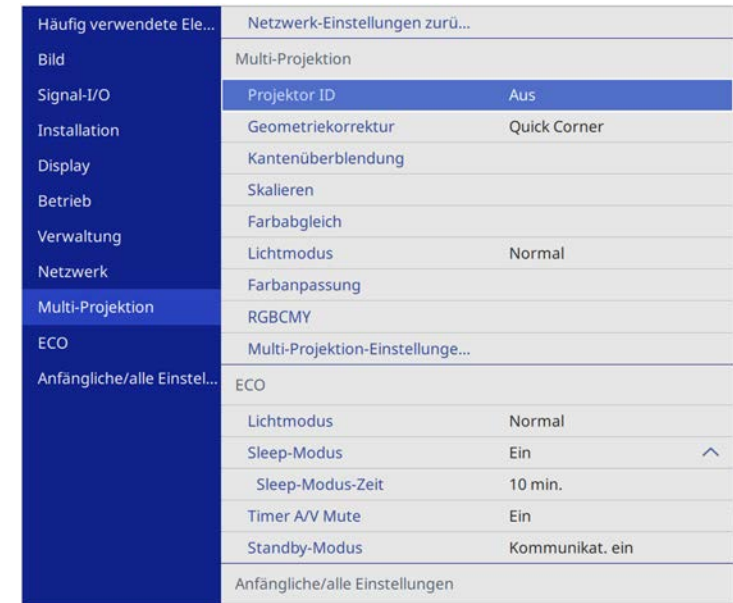 Häufig verwendete Ele...
Bild
Signal-I/O
Installation
Display
Betrieb
Verwaltung
Netzwerk
Multi-Projektion
ECO
Anfängliche/alle Einstel...
Netzwerk-Einstellungen zurü...
Multi-Projektion
Projektor ID Aus
Geometriekorrektur Quick Corner
Kantenüberblendung
Skalieren
Farbabgleich
Lichtmodus Normal
Farbanpassung
RGBCMY
Multi-Projektion-Einstellunge...
ECO
Lichtmodus Normal
Sleep-Modus Ein
Sleep-Modus-Zeit 10 min.
Timer A/V Mute Ein
Standby-Modus Kommunikat. ein
Anfängliche/alle Einstellungen